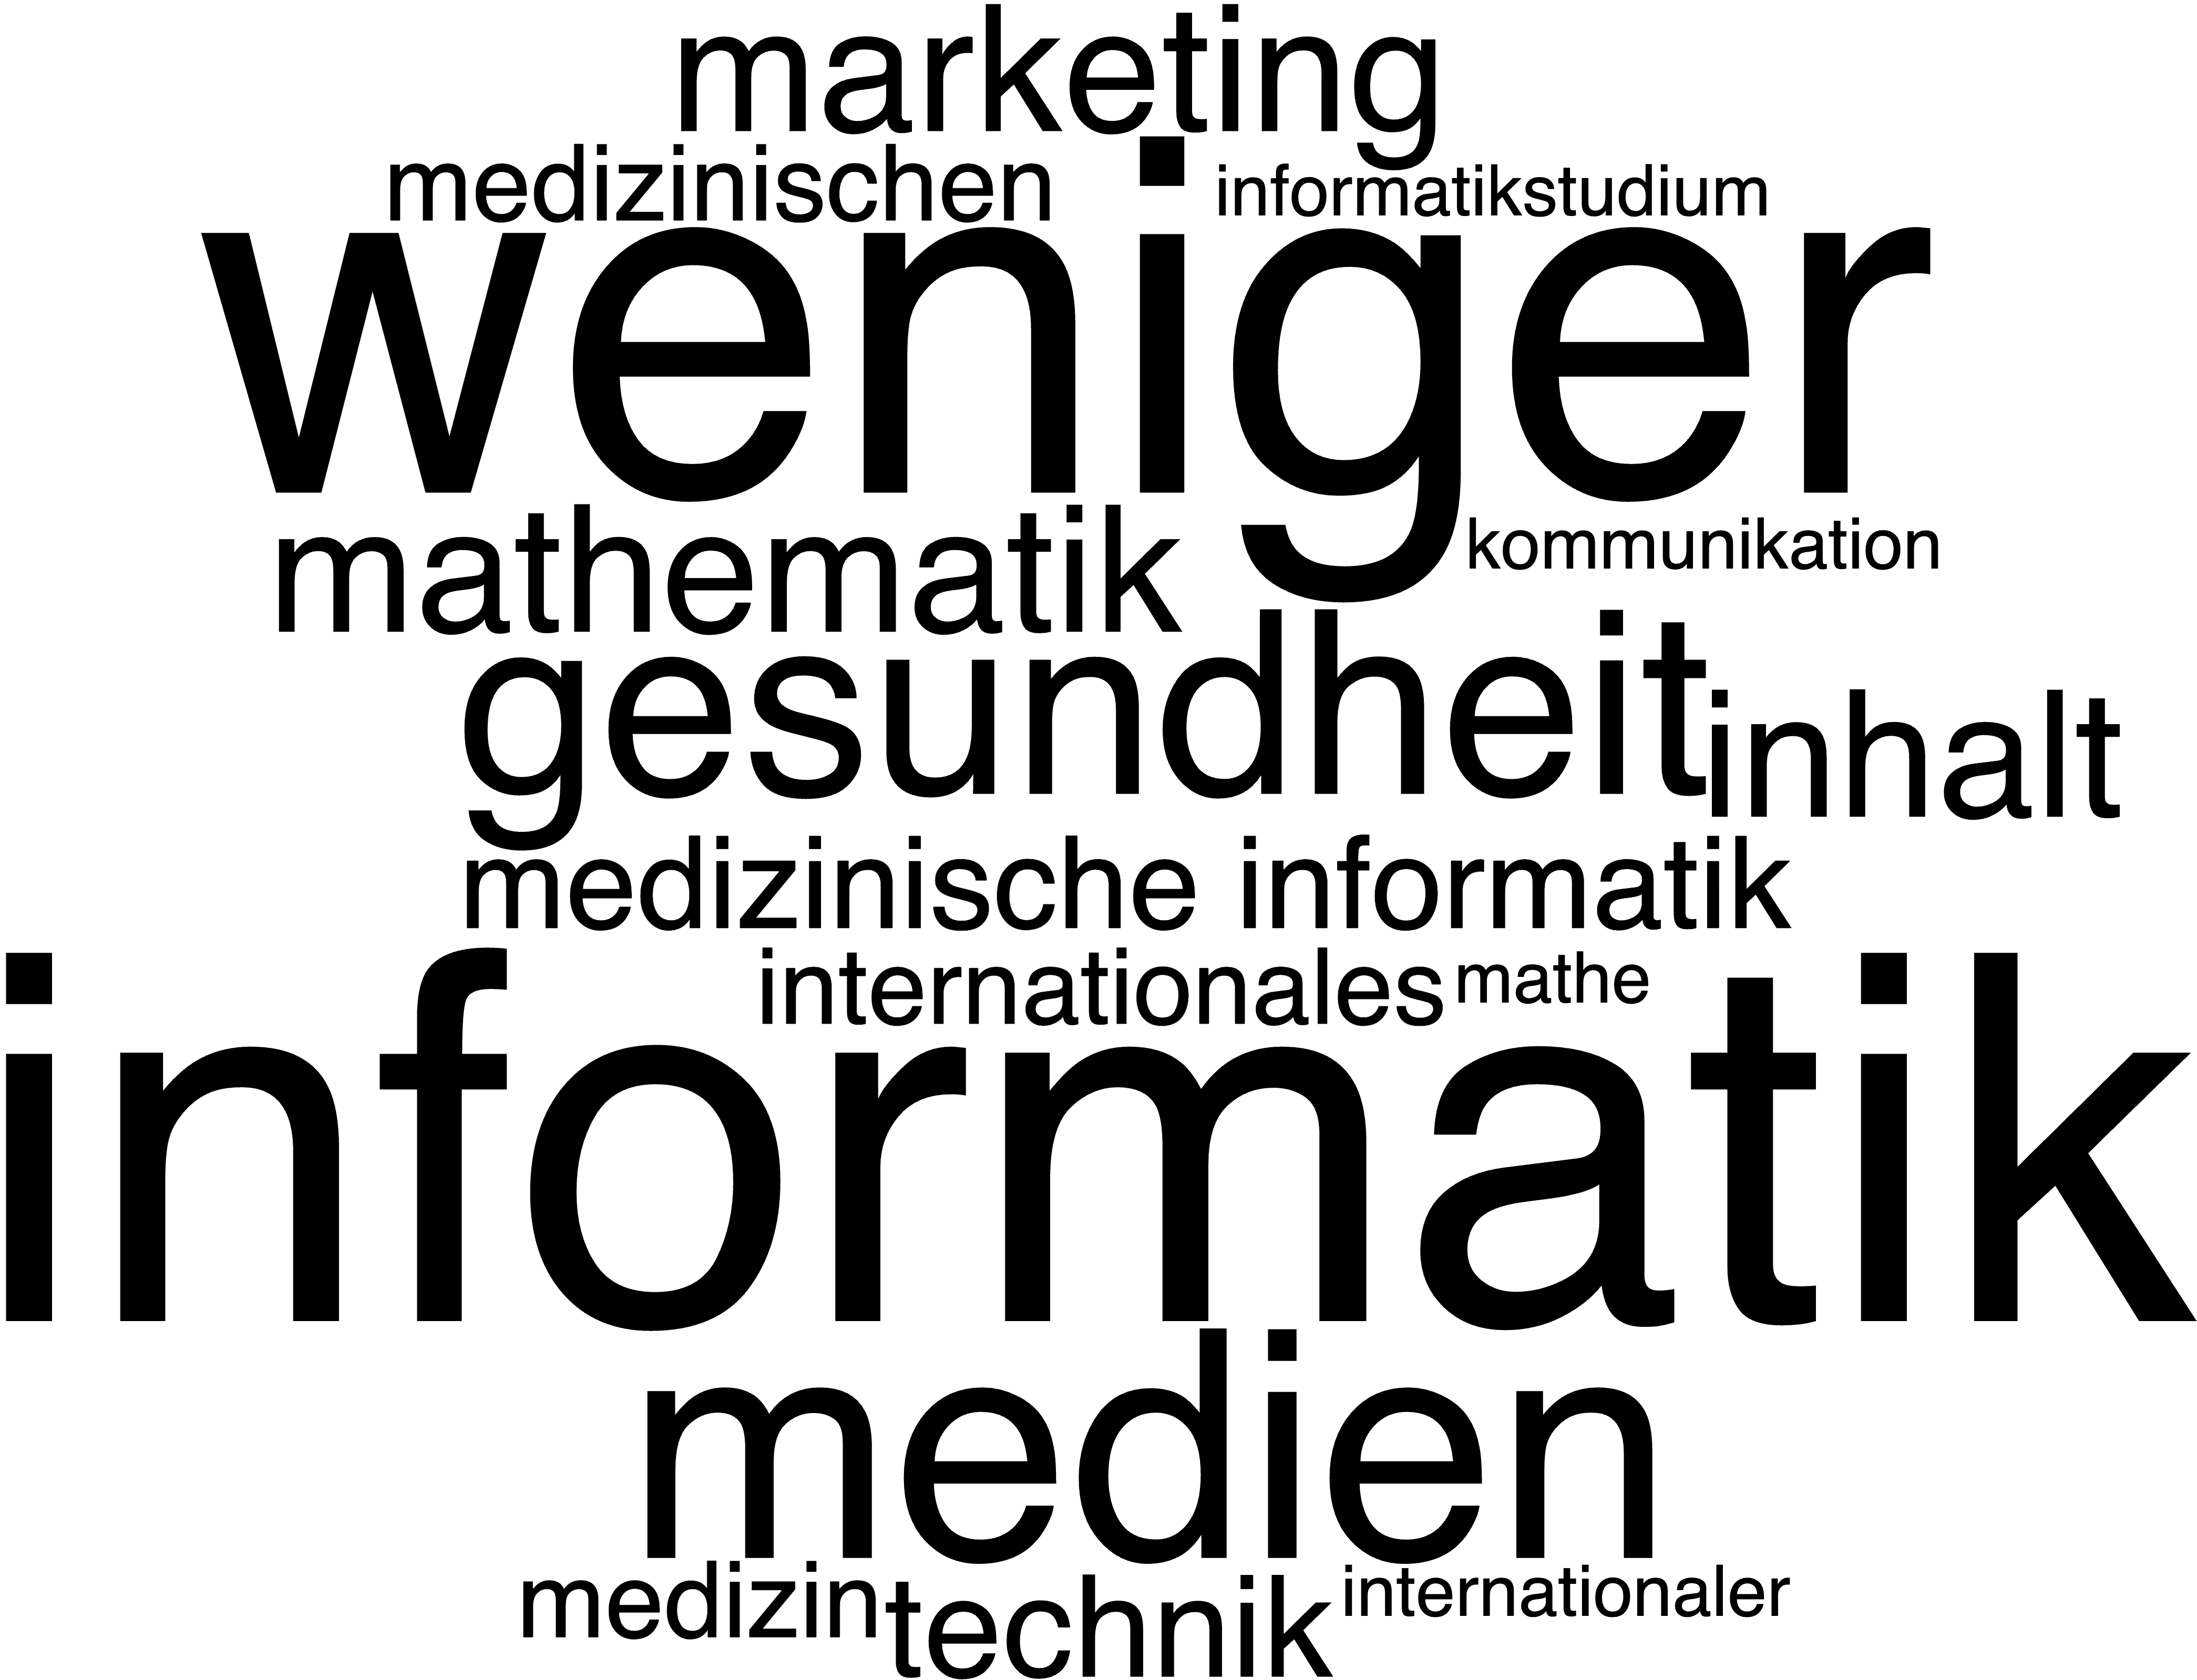 marketing
medizinischen informatikstudium
weniger
mathematik kommunikation
gesundheit inhalt
medizinische informatik
internationales mathe
informatik
medien
medizin technik internationaler